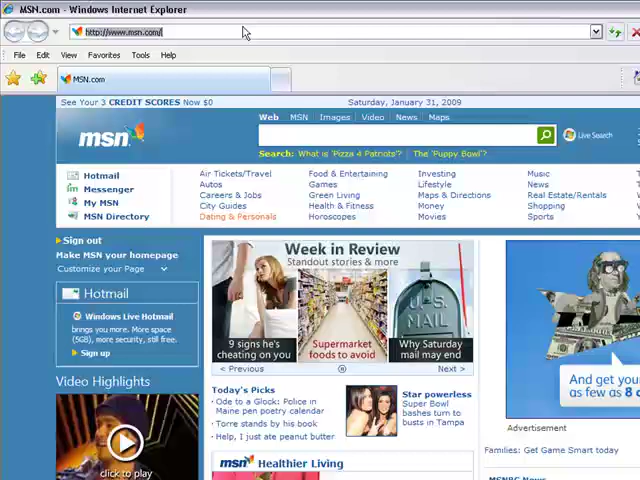 MSN.com - Windows Internet Explorer
http://www.msn.com/
File Edit View Favorites Tools Help
MSN.com
See Your 3 CREDIT SCORES Now $0
Saturday, January 31, 2009
Web MSN Images Video News Maps
msn
Live Search
Search: What is 'Pizza 4 Patriots'? | The 'Puppy Bowl'?
Hotmail
Messenger
My MSN
MSN Directory
Air Tickets/Travel
Autos
Careers & Jobs
City Guides
Dating & Personals
Food & Entertaining
Games
Green Living
Health & Fitness
Horoscopes
Investing
Lifestyle
Maps & Directions
Money
Movies
Music
News
Real Estate/Rentals
Shopping
Sports
Sign out
Make MSN your homepage
Customize your Page
Hotmail
Windows Live Hotmail
brings you more. More space
(5GB), more security, still free.
Sign up
Video Highlights
click to play
Week in Review
Standout stories & more
9 signs he's
cheating on you
Supermarket
foods to avoid
U.S.
MAIL
Why Saturday
mail may end
< Previous
Next >
Today's Picks
Ode to a Glock: Police in
Maine pen poetry calendar
Torre stands by his book
Help, I just ate peanut butter
Star powerless
Super Bowl
bashes turn to
busts in Tampa
msn Healthier Living
And get you
as few as 8
Advertisement
Families: Get Game Smart today
MSNBC News